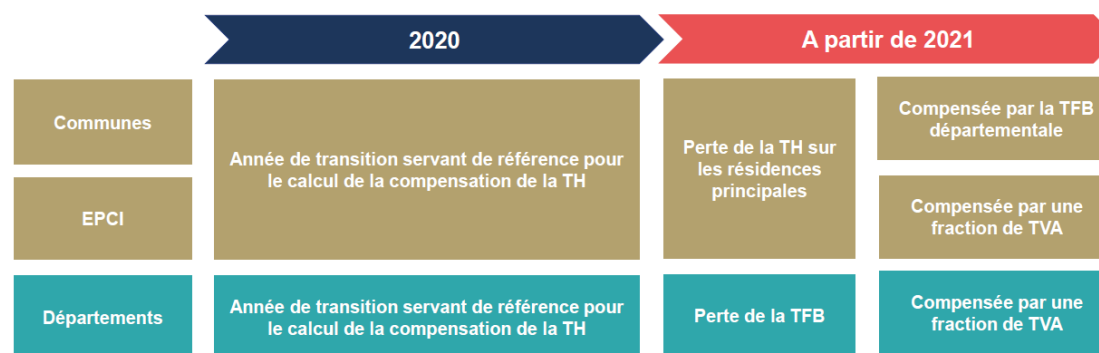 2020
A partir de 2021
Communes
Année de transition servant de référence pour
le calcul de la compensation de la TH
Perte de la TH sur
les résidences
principales
Compensée par la TFB
départementale
EPCI
Compensée par une
fraction de TVA
Départements
Année de transition servant de référence pour
le calcul de la compensation de la TH
Perte de la TFB
Compensée par une
fraction de TVA